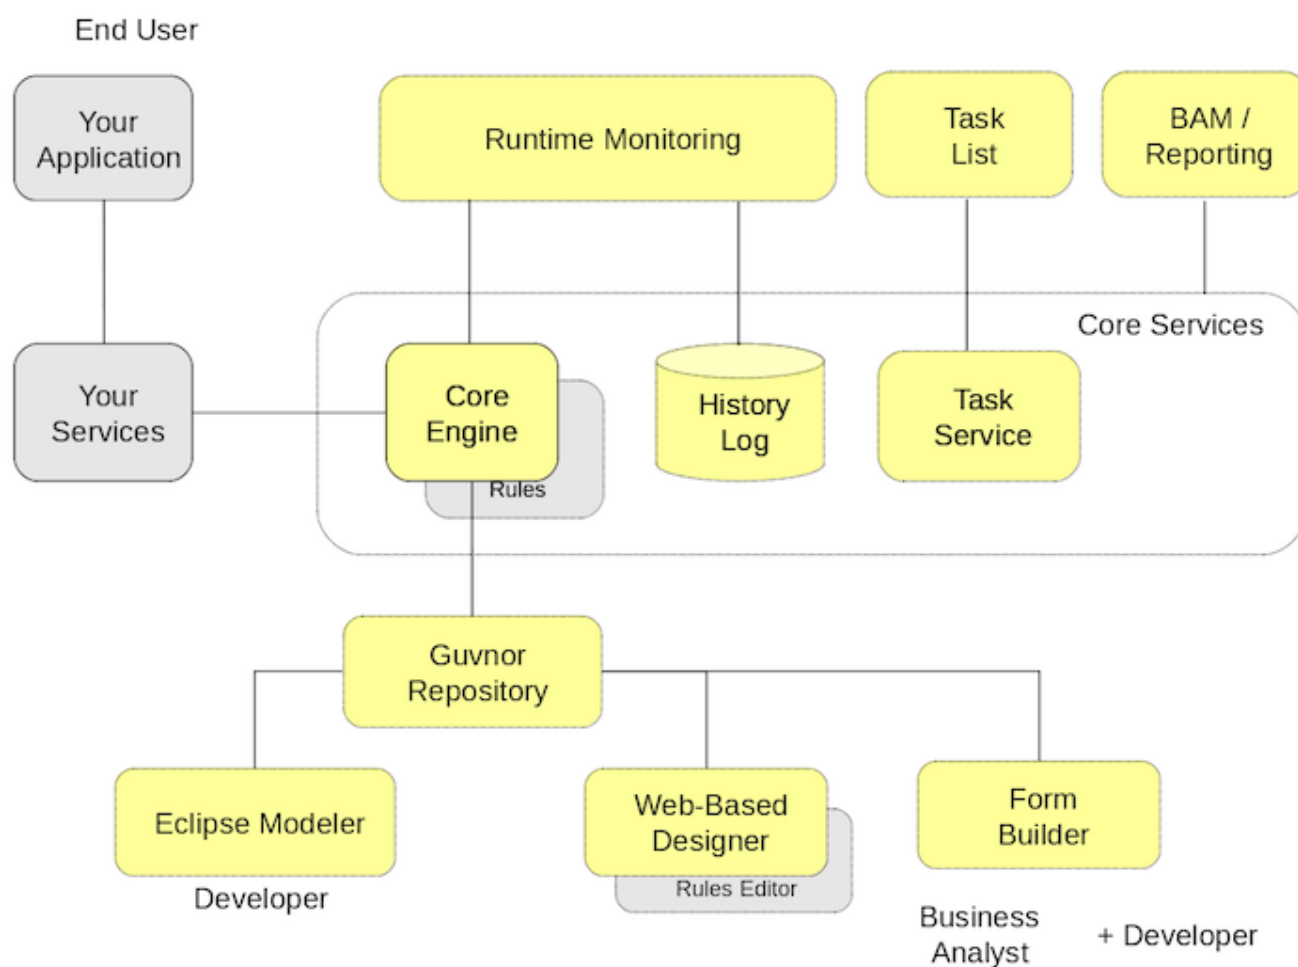 End User
Your
Application
Runtime Monitoring
Task
List
BAM /
Reporting
Core Services
Your
Services
Core
Engine
Rules
History
Log
Task
Service
Guvnor
Repository
Eclipse Modeler
Developer
Web-Based
Designer
Rules Editor
Form
Builder
Business
Analyst
+ Developer